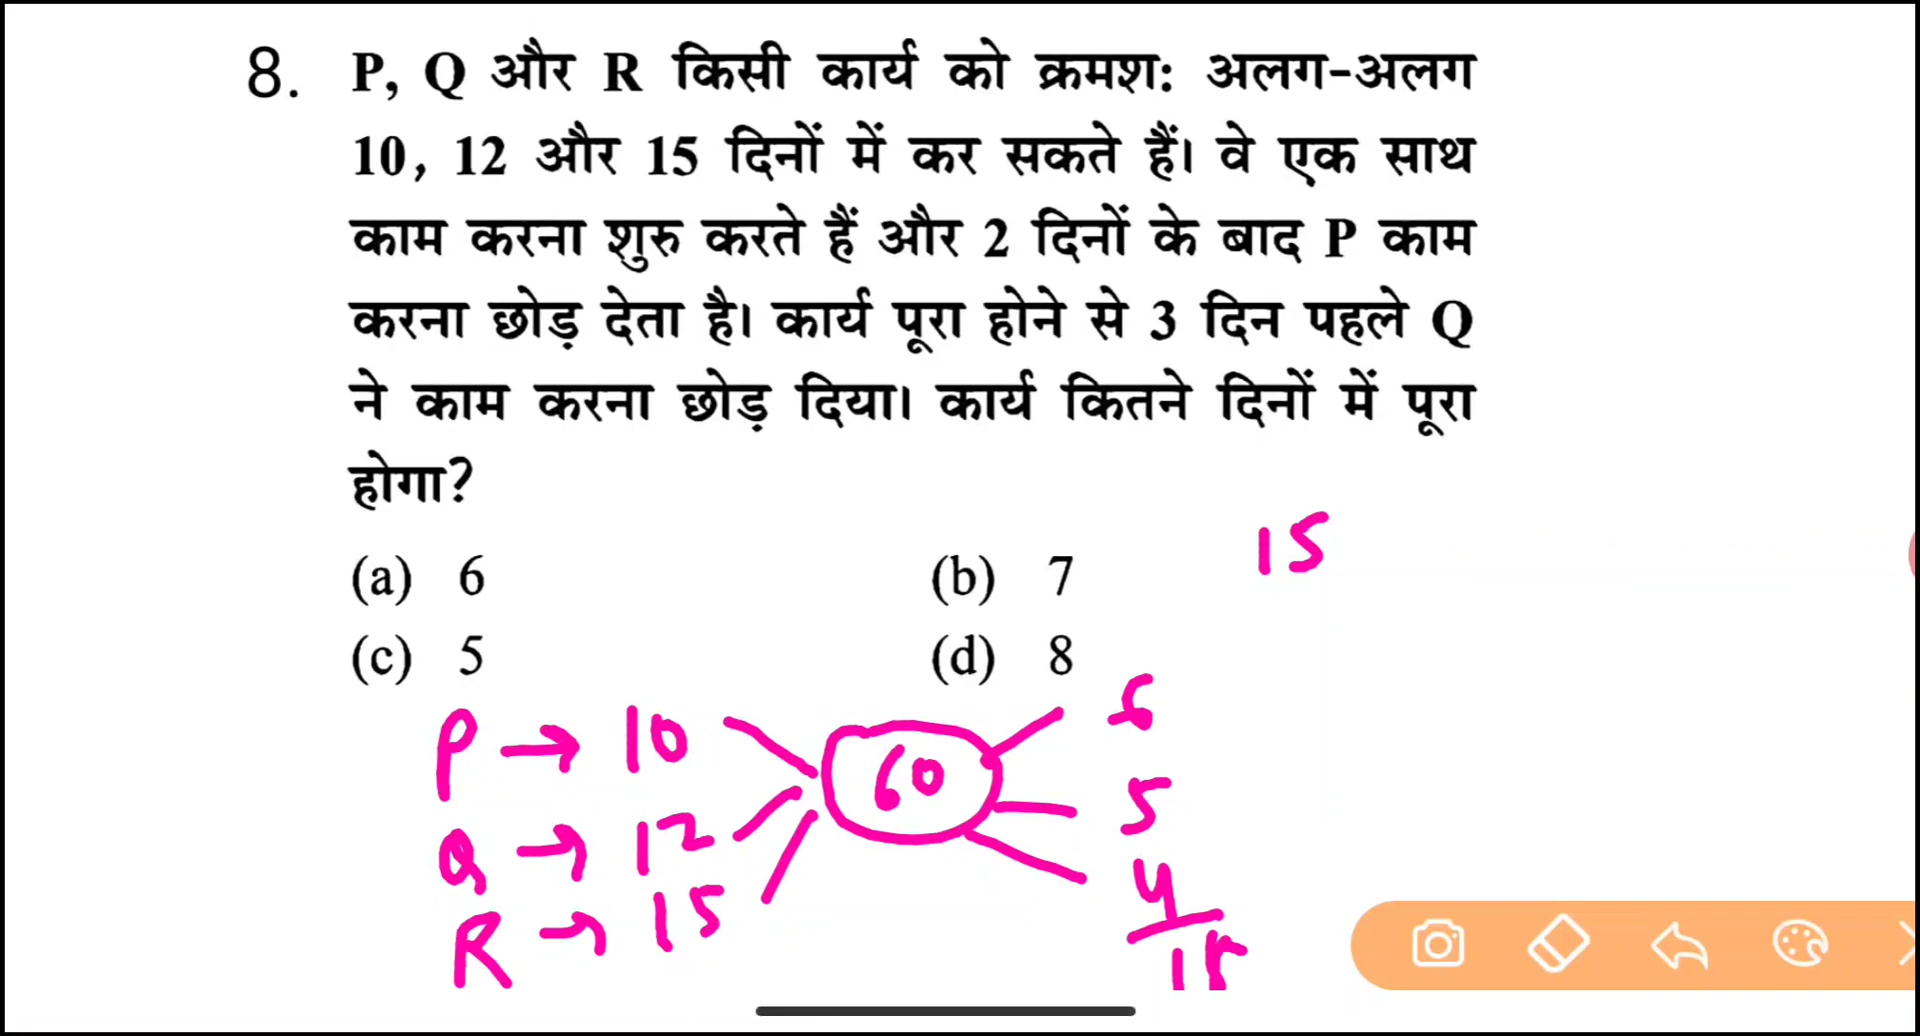 8. P, Q और R किसी कार्य को क्रमश: अलग-अलग
10, 12 और 15 दिनों में कर सकते हैं। वे एक साथ
काम करना शुरु करते हैं और 2 दिनों के बाद P काम
करना छोड़ देता है। कार्य पूरा होने से 3 दिन पहले Q
ने काम करना छोड़ दिया। कार्य कितने दिनों में पूरा
होगा?
15
(a) 6 (b) 7
(c) 5 (d) 8
P → 10 60 6
Q → 12 5
R → 15 4
15